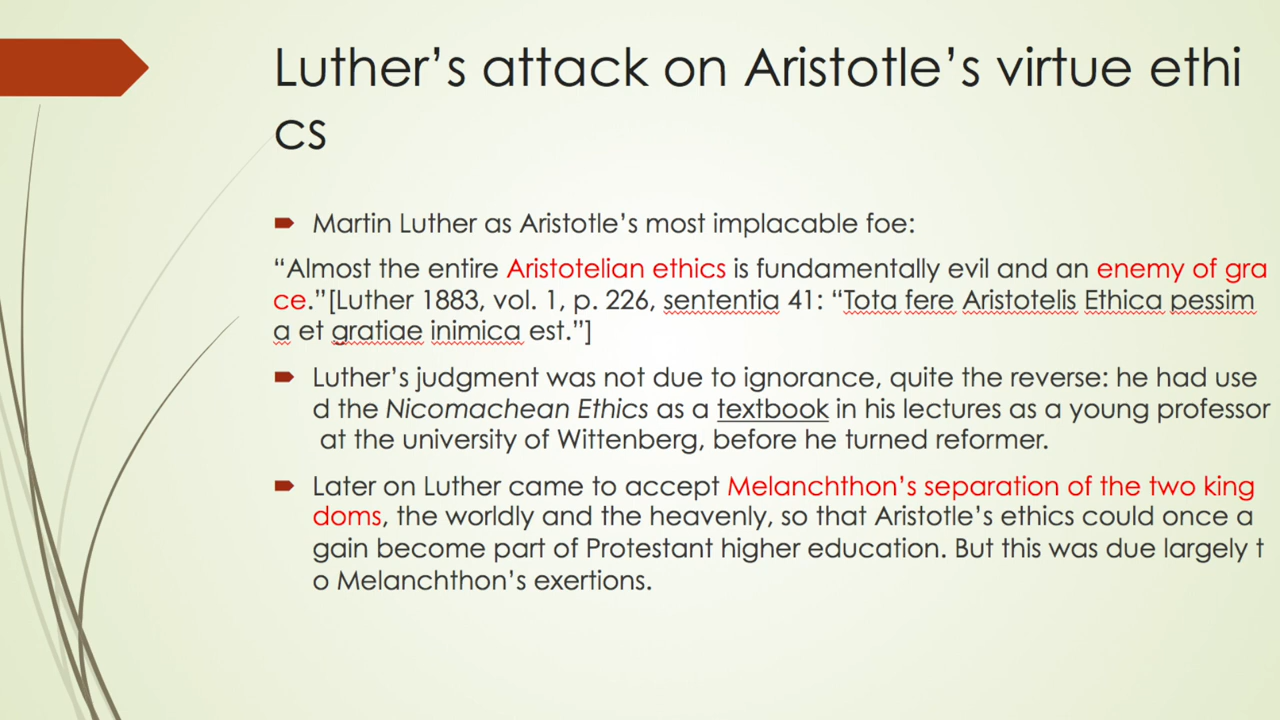 Luther’s attack on Aristotle’s virtue ethi
cs
Martin Luther as Aristotle’s most implacable foe:
“Almost the entire Aristotelian ethics is fundamentally evil and an enemy of gra
ce.”[Luther 1883, vol. 1, p. 226, sententia 41: “Tota fere Aristotelis Ethica pessim
a et gratiae inimica est.”]
Luther’s judgment was not due to ignorance, quite the reverse: he had use
d the Nicomachean Ethics as a textbook in his lectures as a young professor
at the university of Wittenberg, before he turned reformer.
Later on Luther came to accept Melanchthon’s separation of the two king
doms, the worldly and the heavenly, so that Aristotle’s ethics could once a
gain become part of Protestant higher education. But this was due largely t
o Melanchthon’s exertions.